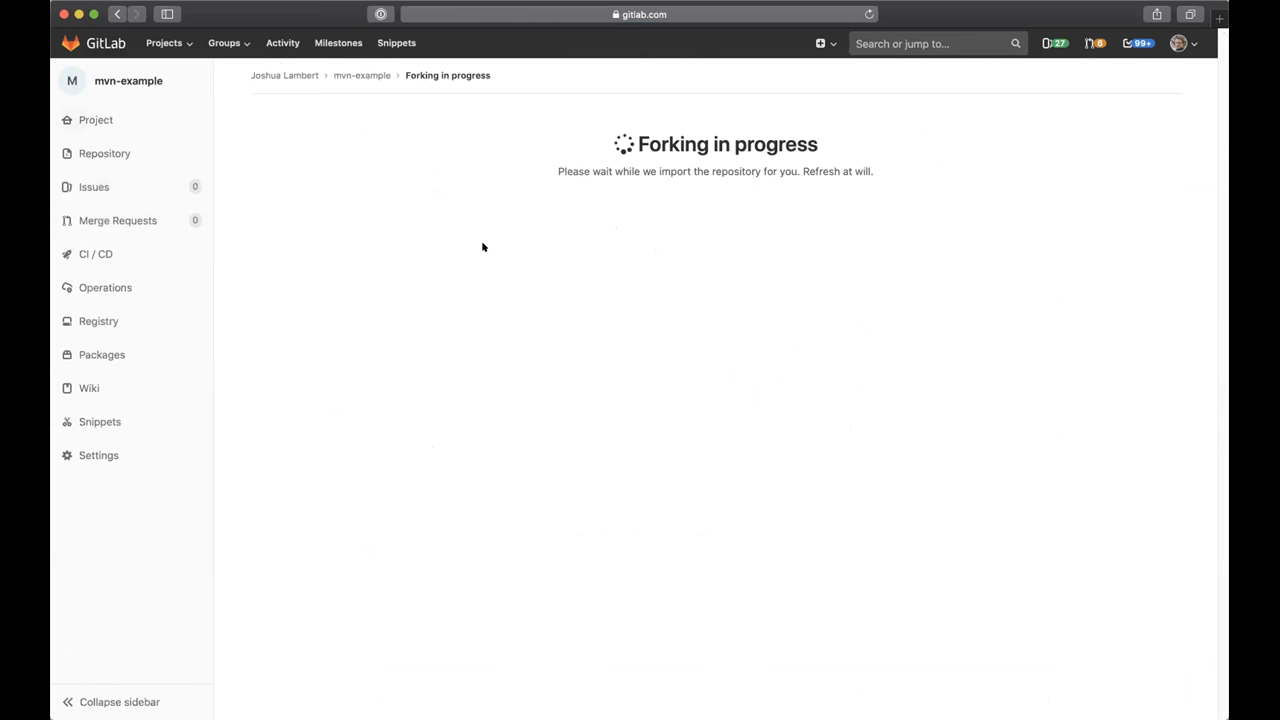 gitlab.com
GitLab Projects Groups Activity Milestones Snippets Search or jump to... 27 6 99+
M mvn-example
Joshua Lambert › mvn-example › Forking in progress
Project
Repository
Issues 0
Merge Requests 0
CI / CD
Operations
Registry
Packages
Wiki
Snippets
Settings
Collapse sidebar
Forking in progress
Please wait while we import the repository for you. Refresh at will.